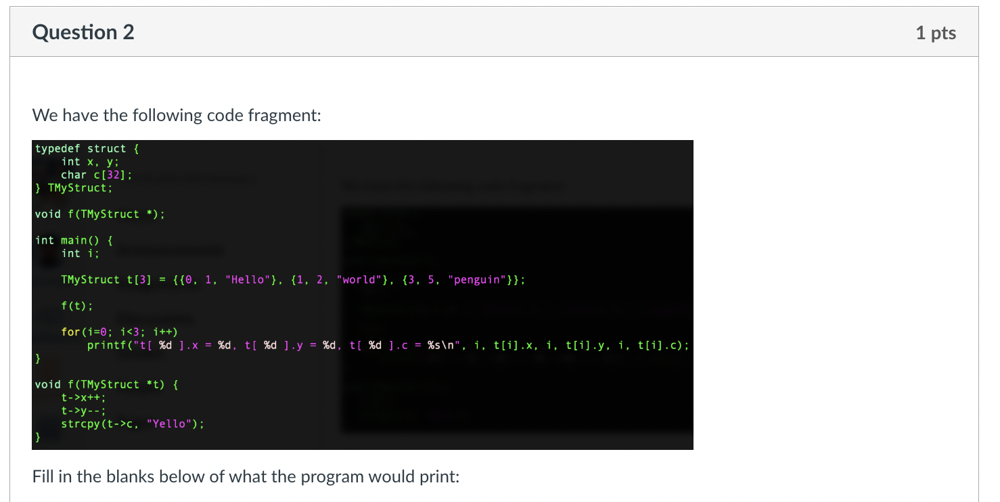 Question 2
1 pts
We have the following code fragment:
typedef struct {
    int x, y;
    char c[32];
} TMyStruct;
void f(TMyStruct *);
int main() {
    int i;
    TMyStruct t[3] = {{0, 1, "Hello"}, {1, 2, "world"}, {3, 5, "penguin"}};
    f(t);
    for(i=0; i<3; i++)
        printf("t[ %d ].x = %d, t[ %d ].y = %d, t[ %d ].c = %s\n", i, t[i].x, i, t[i].y, i, t[i].c);
}
void f(TMyStruct *t) {
    t->x++;
    t->y--;
    strcpy(t->c, "Yello");
}
Fill in the blanks below of what the program would print: